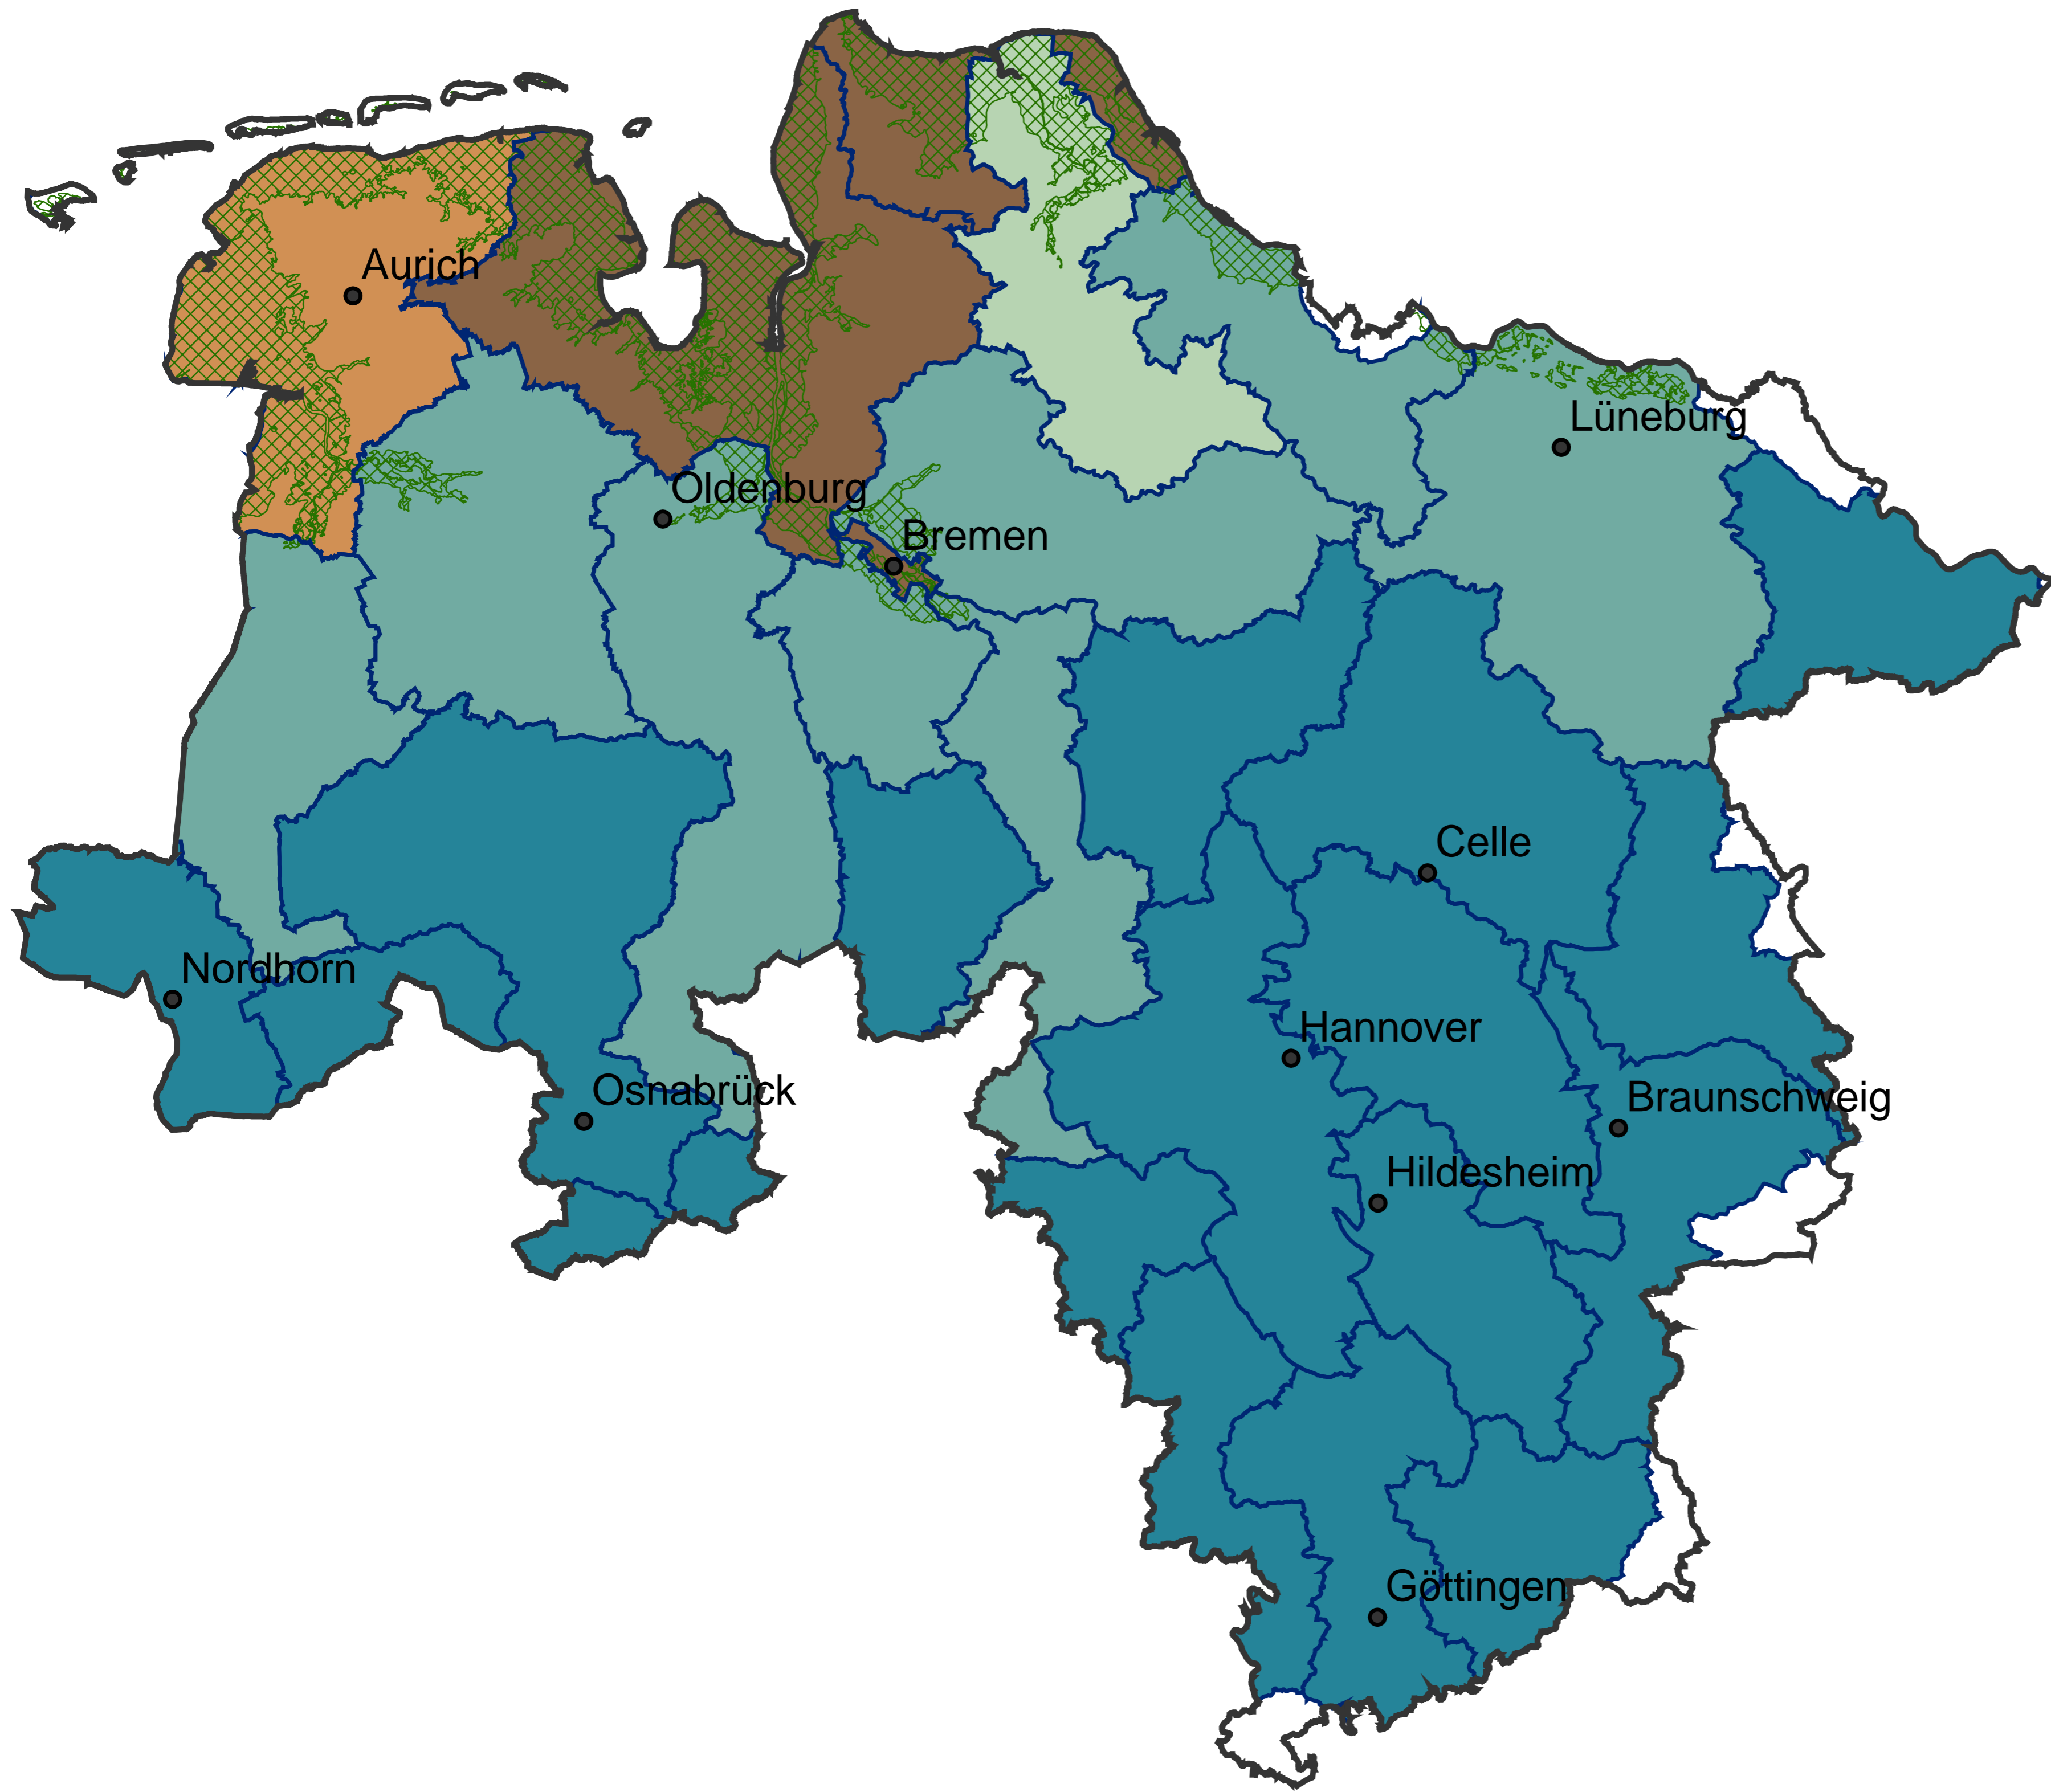 Aurich
Lüneburg
Oldenburg
Bremen
Celle
Nordhorn
Hannover
Osnabrück
Braunschweig
Hildesheim
Göttingen